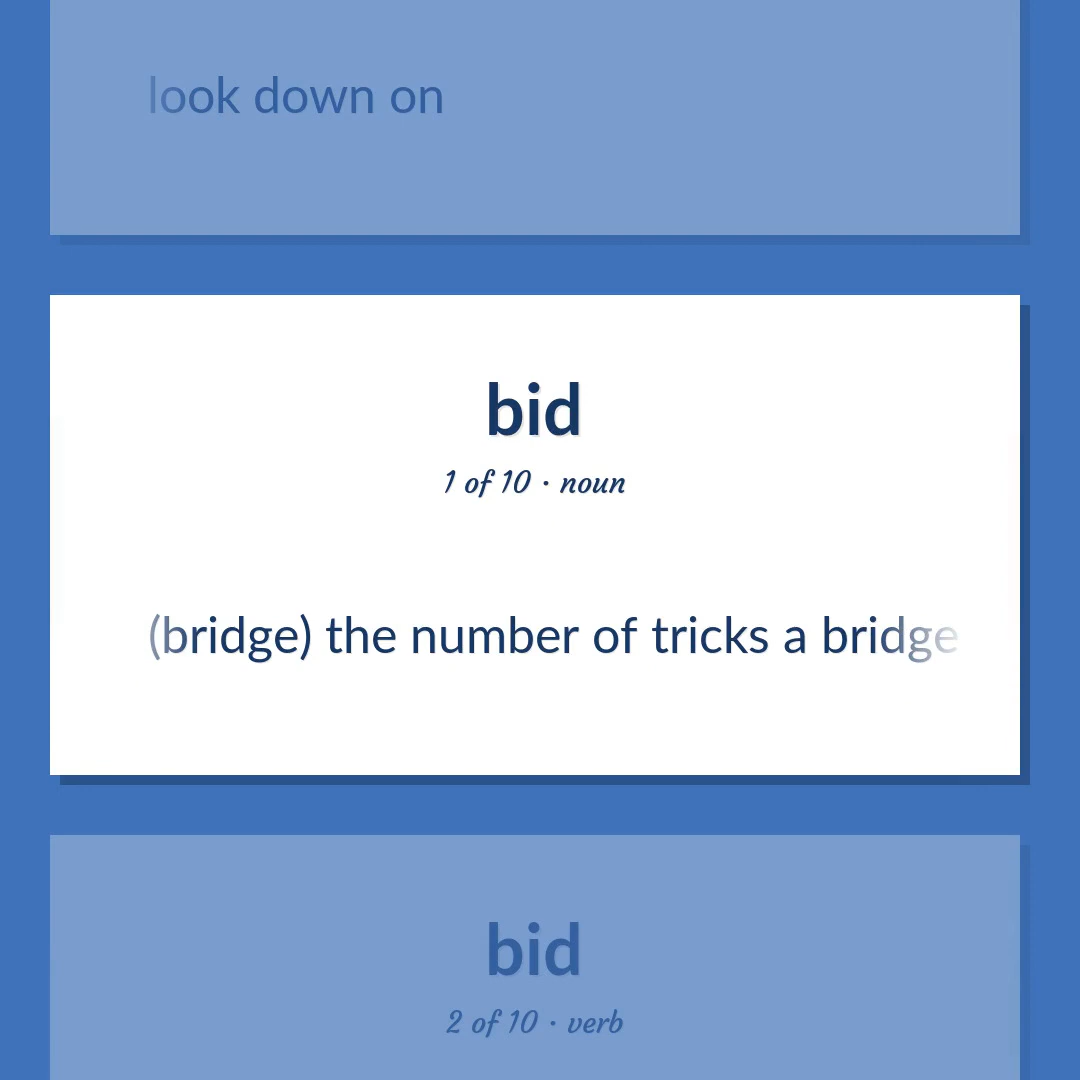 look down on
bid
1 of 10 · noun
(bridge) the number of tricks a bridge
bid
2 of 10 · verb